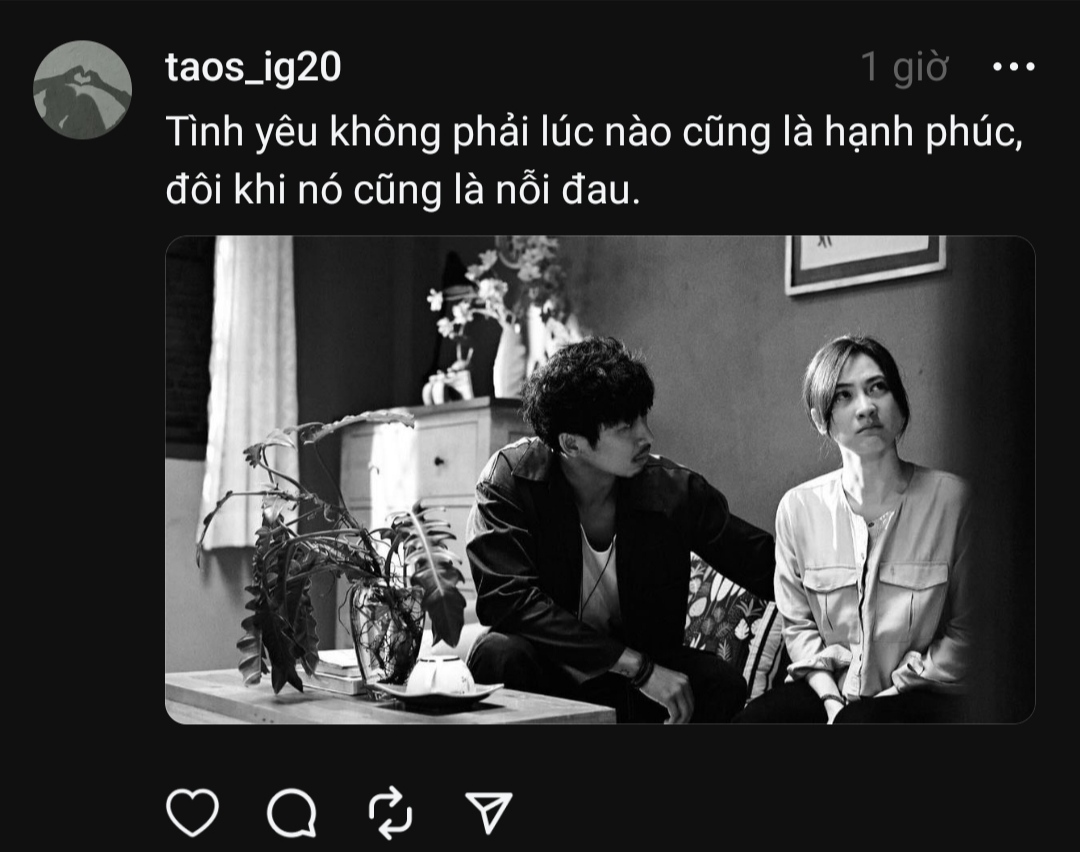 taos_ig20
1 giờ
Tình yêu không phải lúc nào cũng là hạnh phúc,
đôi khi nó cũng là nỗi đau.